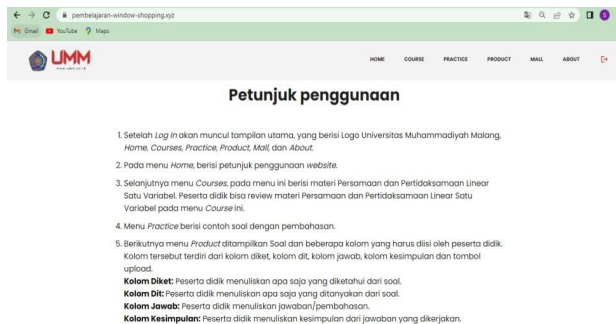 pembelajaran-window-shopping.xyz
Gmail YouTube Maps
UMM
www.umm.ac.id
HOME COURSE PRACTICE PRODUCT MALL ABOUT
Petunjuk penggunaan
1. Setelah Log In akan muncul tampilan utama, yang berisi Logo Universitas Muhammadiyah Malang,
Home, Courses, Practice, Product, Mall, dan About.
2. Pada menu Home, berisi petunjuk penggunaan website.
3. Selanjutnya menu Courses, pada menu ini berisi materi Persamaan dan Pertidaksamaan Linear
Satu Variabel. Peserta didik bisa review materi Persamaan dan Pertidaksamaan Linear Satu
Variabel pada menu Course ini.
4. Menu Practice berisi contoh soal dengan pembahasan.
5. Berikutnya menu Product ditampilkan Soal dan beberapa kolom yang harus diisi oleh peserta didik.
Kolom tersebut terdiri dari kolom diket, kolom dit, kolom jawab, kolom kesimpulan dan tombol
upload.
Kolom Diket: Peserta didik menuliskan apa saja yang diketahui dari soal.
Kolom Dit: Peserta didik menuliskan apa saja yang ditanyakan dari soal.
Kolom Jawab: Peserta didik menuliskan jawaban/pembahasan.
Kolom Kesimpulan: Peserta didik menuliskan kesimpulan dari jawaban yang dikerjakan.